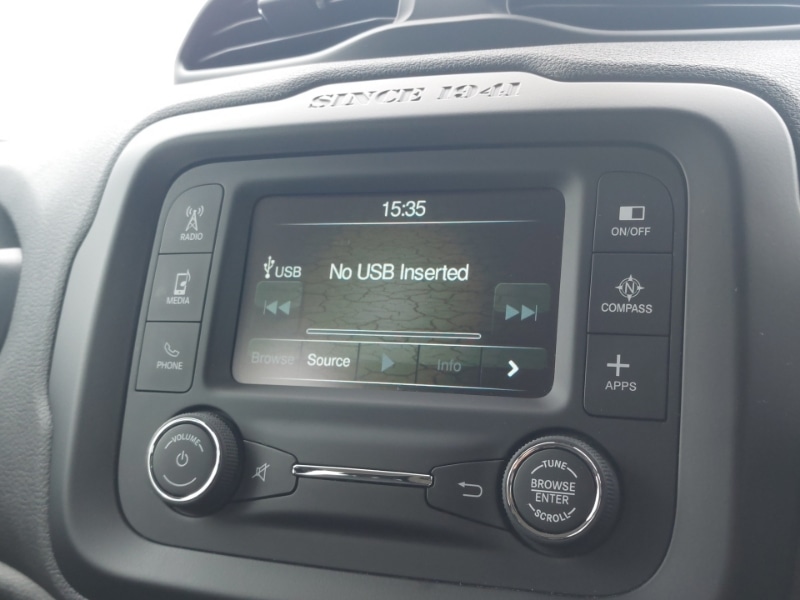 SINCE 1941
15:35
RADIO
MEDIA
PHONE
USB
No USB Inserted
Browse Source Info
ON/OFF
N
COMPASS
APPS
VOLUME
TUNE
BROWSE
ENTER
SCROLL